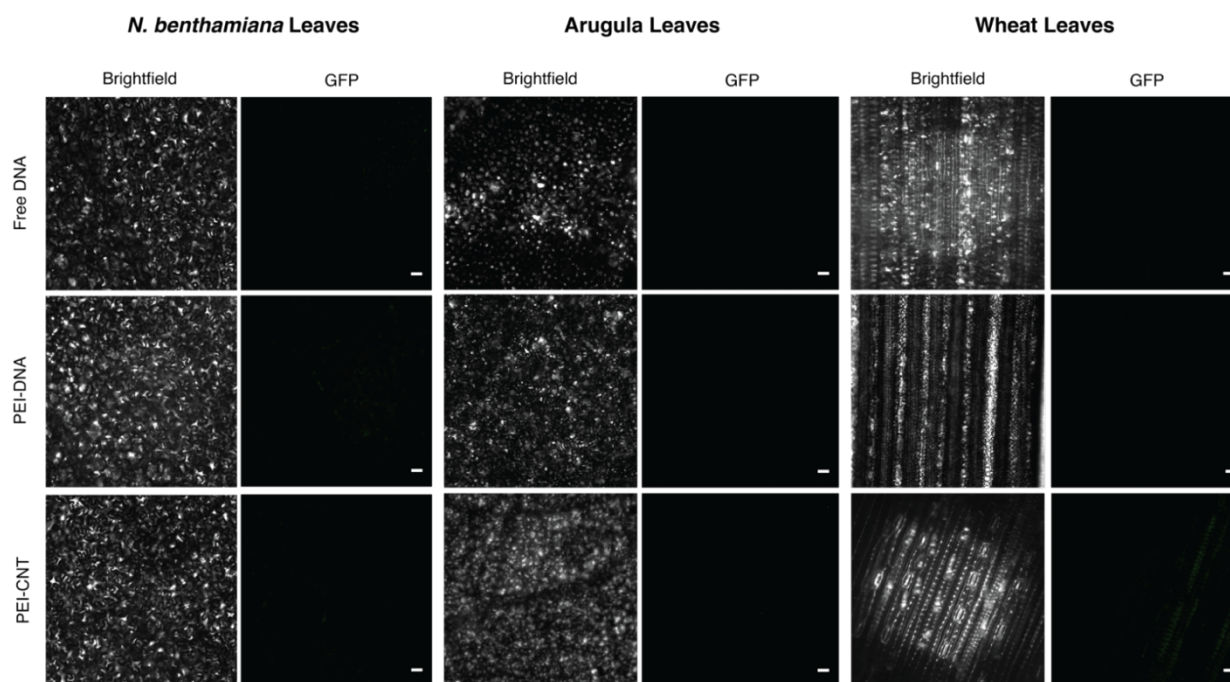 N. benthamiana Leaves Arugula Leaves Wheat Leaves
Brightfield GFP Brightfield GFP Brightfield GFP
Free DNA
PEI-DNA
PEI-CNT